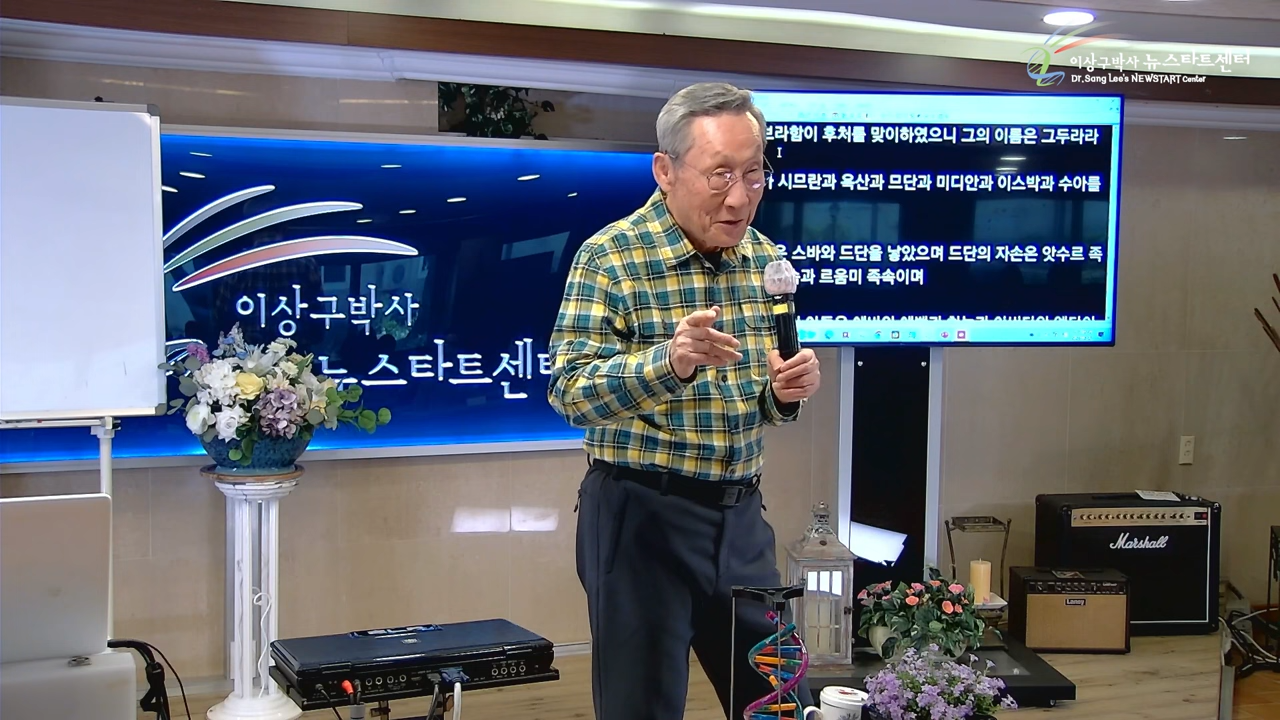 이상구박사 뉴스타트센터
Dr. Sang Lee's NEWSTART Center
브라함이 후처를 맞이하였으니 그의 이름은 그두라라
시므란과 욕산과 므단과 미디안과 이스박과 수아를
스바와 드단을 낳았으며 드단의 자손은 앗수르 족
르움미 족속이며
이상구박사
뉴스타트센터
Marshall
Laney